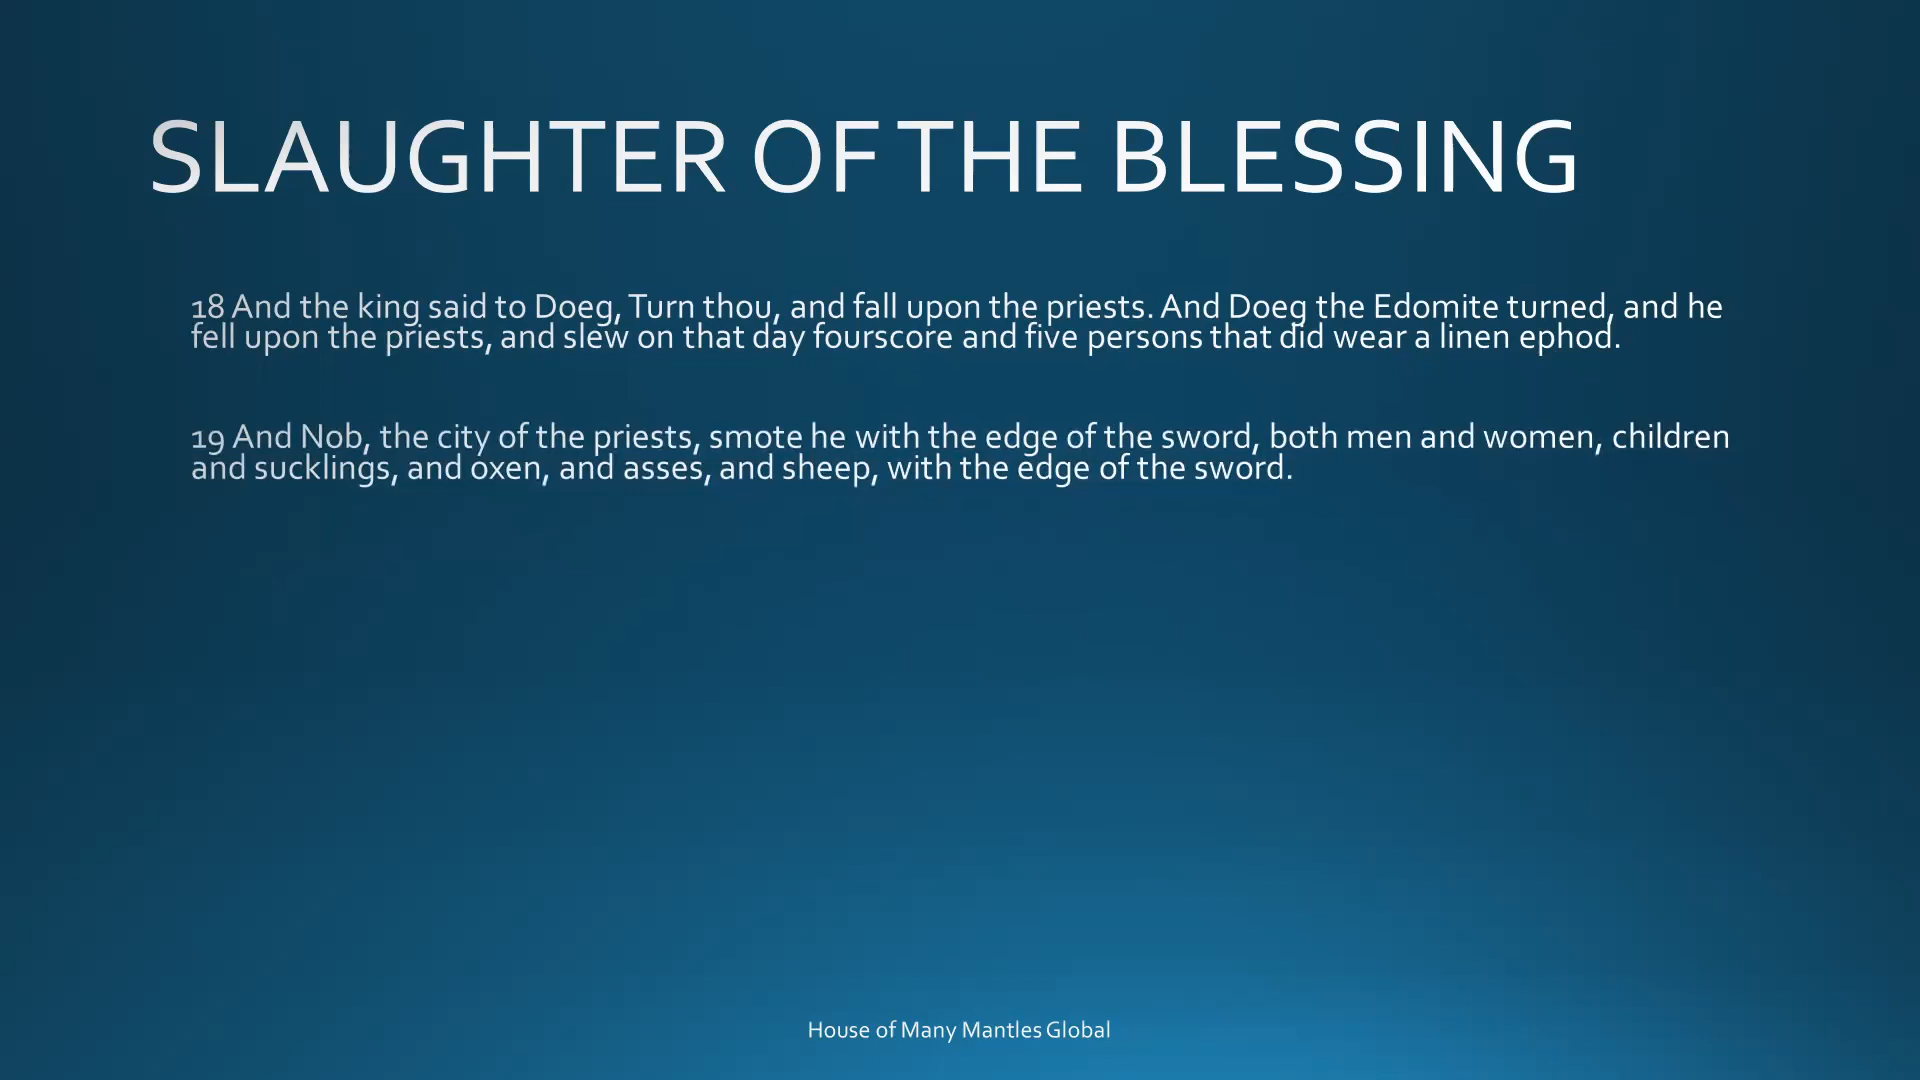 SLAUGHTER OF THE BLESSING
18 And the king said to Doeg, Turn thou, and fall upon the priests. And Doeg the Edomite turned, and he
fell upon the priests, and slew on that day fourscore and five persons that did wear a linen ephod.
19 And Nob, the city of the priests, smote he with the edge of the sword, both men and women, children
and sucklings, and oxen, and asses, and sheep, with the edge of the sword.
House of Many Mantles Global